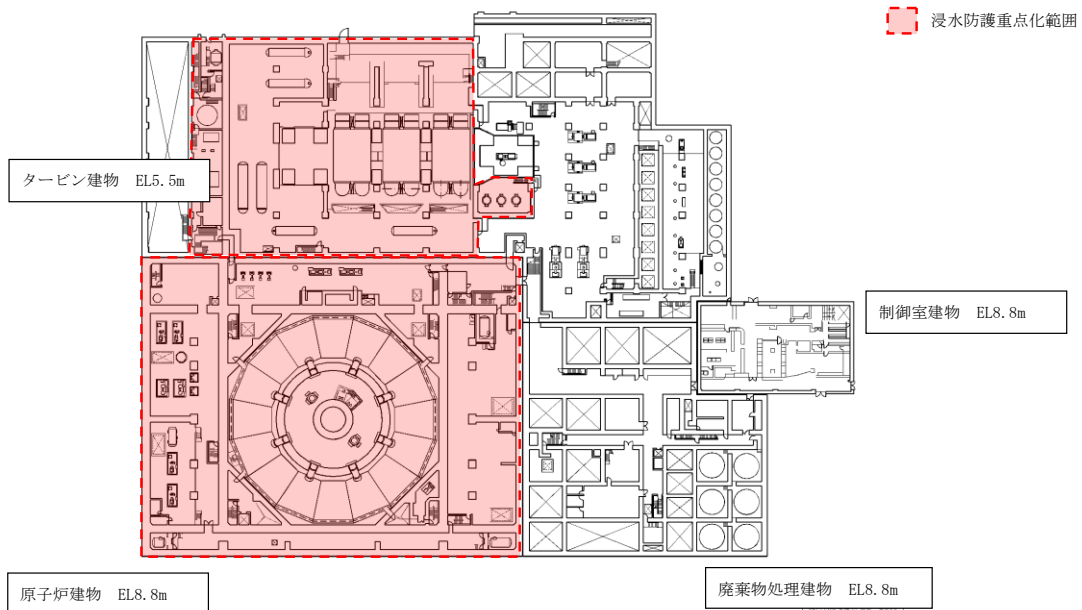 浸水防護重点化範囲
タービン建物 EL5.5m
制御室建物 EL8.8m
原子炉建物 EL8.8m
廃棄物処理建物 EL8.8m